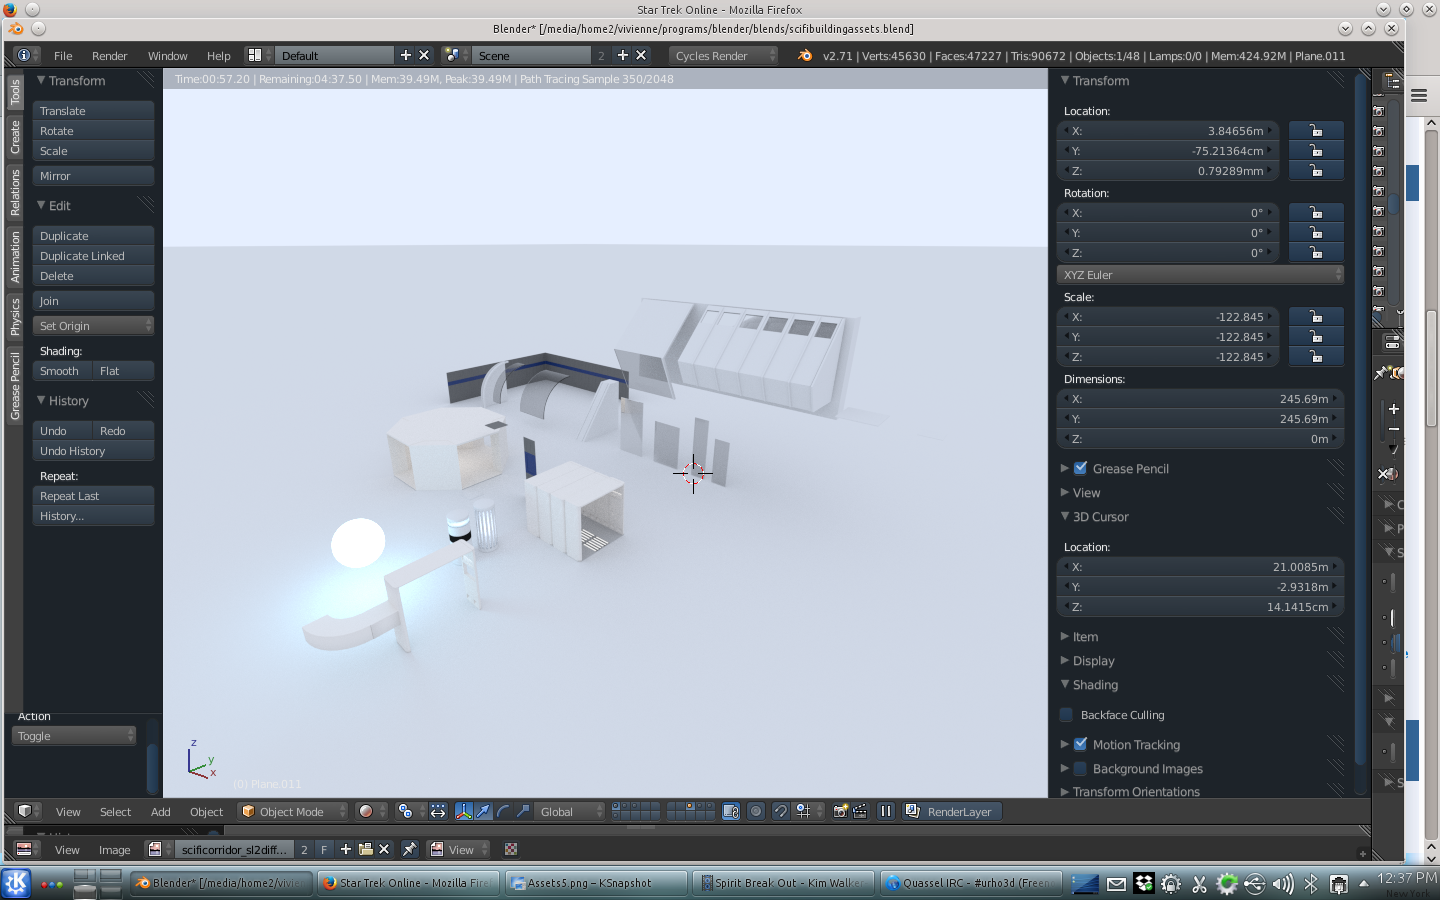 Star Trek Online - Mozilla Firefox
Blender* [/media/home2/vivienne/programs/blender/blends/scifibuildingassets.blend]
File Render Window Help Default Scene 2 Cycles Render v2.71 | Verts:45630 | Faces:47227 | Tris:90672 | Objects:1/48 | Lamps:0/0 | Mem:424.92M | Plane.011
Time:00:57.20 | Remaining:04:37.50 | Mem:39.49M, Peak:39.49M | Path Tracing Sample 350/2048
Tools
Create
Relations
Animation
Physics
Grease Pencil
Transform
Translate
Rotate
Scale
Mirror
Edit
Duplicate
Duplicate Linked
Delete
Join
Set Origin
Shading:
Smooth Flat
History
Undo Redo
Undo History
Repeat:
Repeat Last
History...
Action
Toggle
z
y
x
(0) Plane.011
Transform
Location:
X: 3.84656m
Y: -75.21364cm
Z: 0.79289mm
Rotation:
X: 0°
Y: 0°
Z: 0°
XYZ Euler
Scale:
X: -122.845
Y: -122.845
Z: -122.845
Dimensions:
X: 245.69m
Y: 245.69m
Z: 0m
Grease Pencil
View
3D Cursor
Location:
X: 21.0085m
Y: -2.9318m
Z: 14.1415cm
Item
Display
Shading
Backface Culling
Motion Tracking
Background Images
Transform Orientations
View Select Add Object Object Mode Global RenderLayer
View Image scificorridor_sl2diff... 2 F View
Blender* [/media/home2/vivie Star Trek Online - Mozilla Firef Assets5.png – KSnapshot Spirit Break Out - Kim Walker Quassel IRC - #urho3d (Freen 12:37 PM
New York